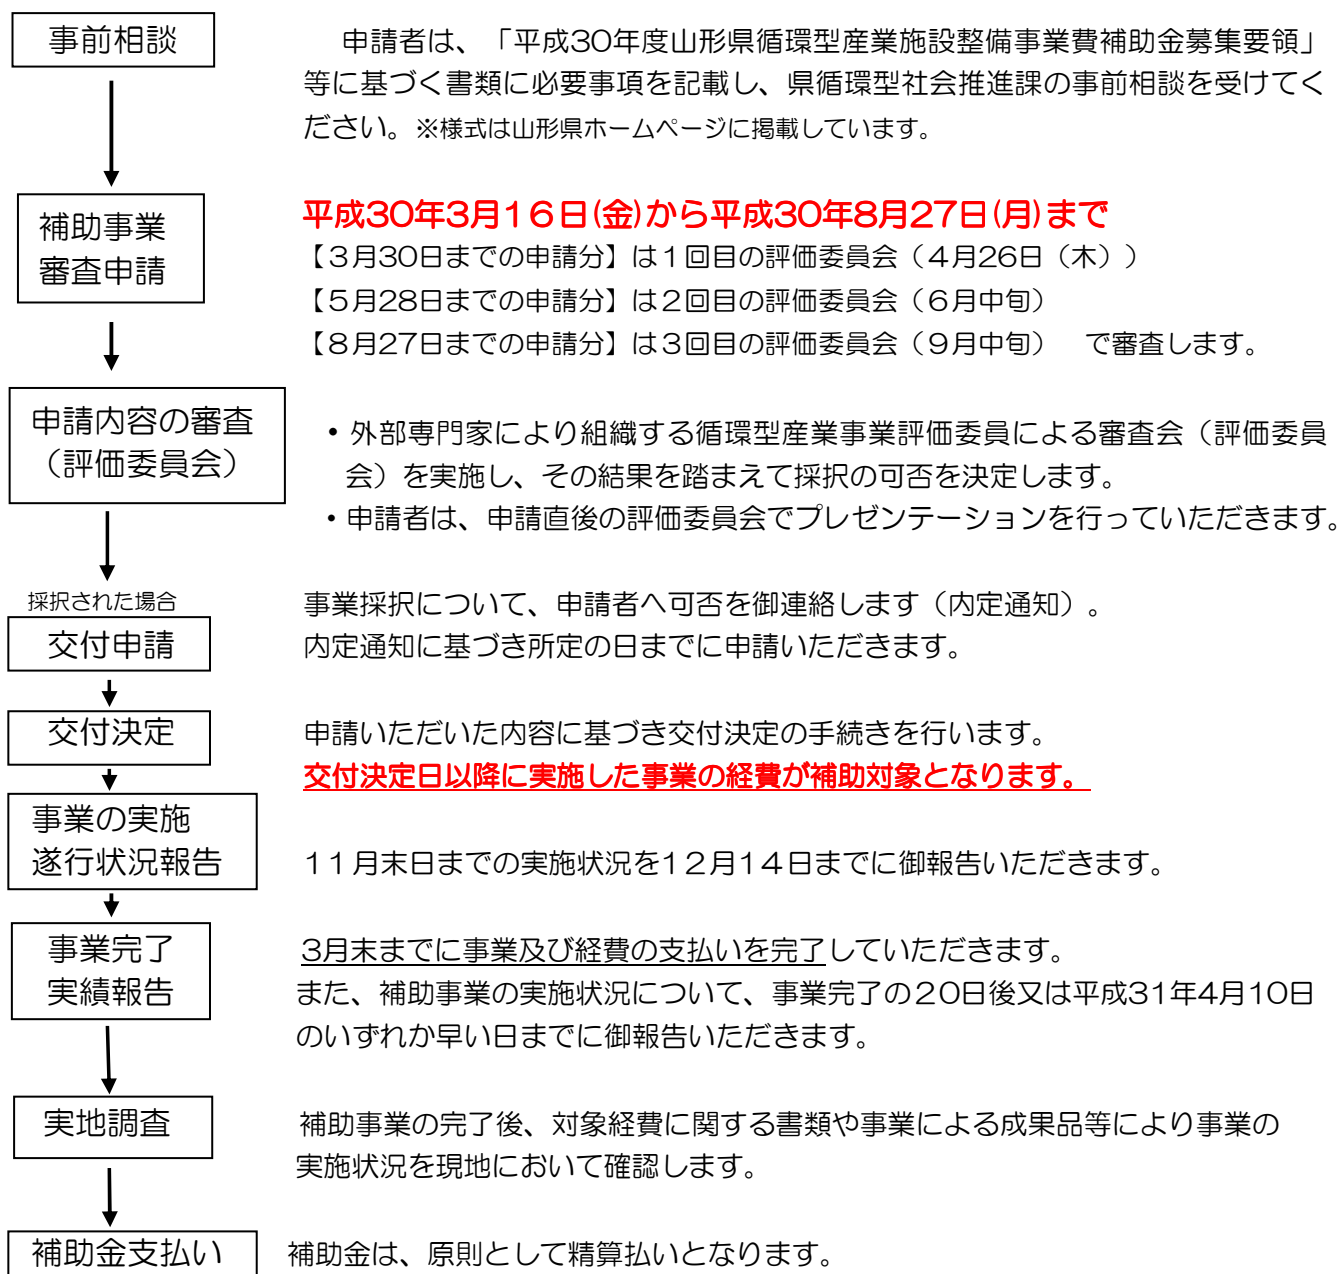 事前相談
申請者は、「平成30年度山形県循環型産業施設整備事業費補助金募集要領」
等に基づく書類に必要事項を記載し、県循環型社会推進課の事前相談を受けてく
ださい。※様式は山形県ホームページに掲載しています。
補助事業
審査申請
平成30年3月16日(金)から平成30年8月27日(月)まで
【3月30日までの申請分】は1回目の評価委員会(4月26日(木))
【5月28日までの申請分】は2回目の評価委員会(6月中旬)
【8月27日までの申請分】は3回目の評価委員会(9月中旬) で審査します。
申請内容の審査
(評価委員会)
・外部専門家により組織する循環型産業事業評価委員による審査会(評価委員
会)を実施し、その結果を踏まえて採択の可否を決定します。
・申請者は、申請直後の評価委員会でプレゼンテーションを行っていただきます。
採択された場合
交付申請
事業採択について、申請者へ可否を御連絡します(内定通知)。
内定通知に基づき所定の日までに申請いただきます。
交付決定
申請いただいた内容に基づき交付決定の手続きを行います。
交付決定日以降に実施した事業の経費が補助対象となります。
事業の実施
遂行状況報告
11月末日までの実施状況を12月14日までに御報告いただきます。
事業完了
実績報告
3月末までに事業及び経費の支払いを完了していただきます。
また、補助事業の実施状況について、事業完了の20日後又は平成31年4月10日
のいずれか早い日までに御報告いただきます。
実地調査
補助事業の完了後、対象経費に関する書類や事業による成果品等により事業の
実施状況を現地において確認します。
補助金支払い
補助金は、原則として精算払いとなります。